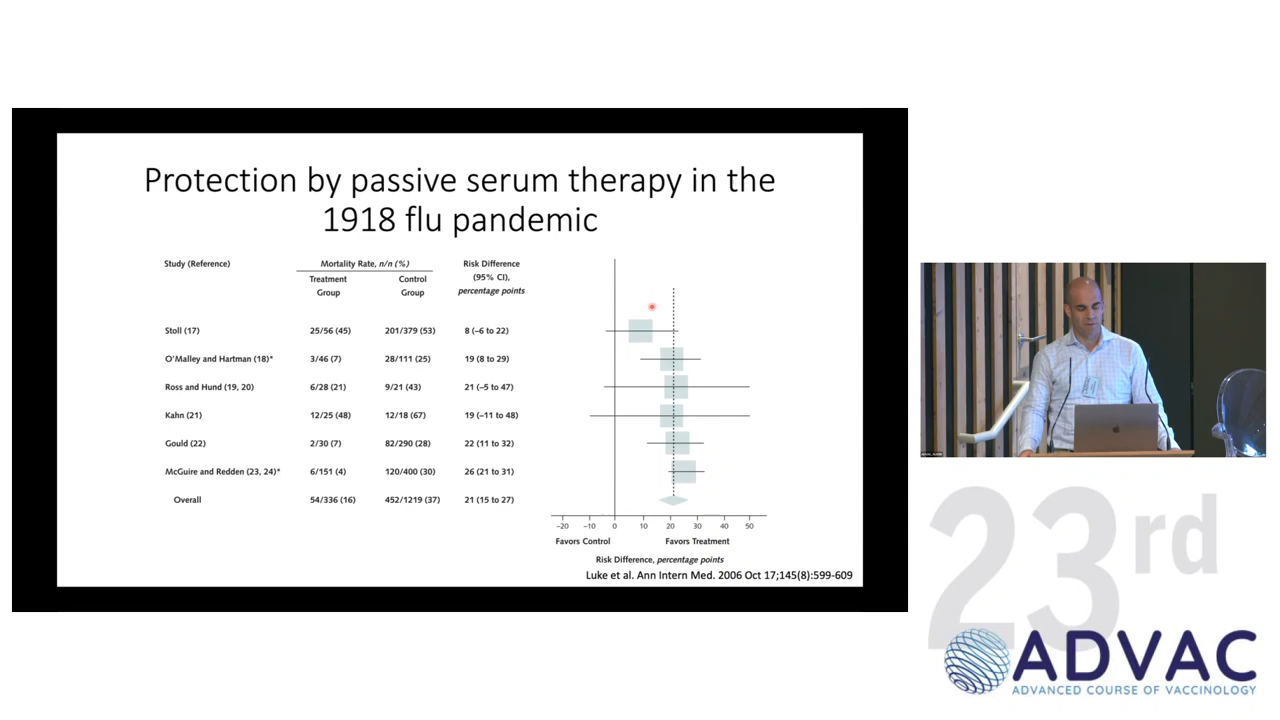 Protection by passive serum therapy in the
1918 flu pandemic
Study (Reference) Mortality Rate, n/n (%) Risk Difference
(95% CI),
percentage points
Treatment Control
Group Group
Stoll (17) 25/56 (45) 201/379 (53) 8 (–6 to 22)
O'Malley and Hartman (18)* 3/46 (7) 28/111 (25) 19 (8 to 29)
Ross and Hund (19, 20) 6/28 (21) 9/21 (43) 21 (–5 to 47)
Kahn (21) 12/25 (48) 12/18 (67) 19 (–11 to 48)
Gould (22) 2/30 (7) 82/290 (28) 22 (11 to 32)
McGuire and Redden (23, 24)* 6/151 (4) 120/400 (30) 26 (21 to 31)
Overall 54/336 (16) 452/1219 (37) 21 (15 to 27)
–20 –10 0 10 20 30 40 50
Favors Control Favors Treatment
Risk Difference, percentage points
Luke et al. Ann Intern Med. 2006 Oct 17;145(8):599-609
23rd
ADVAC
ADVANCED COURSE OF VACCINOLOGY